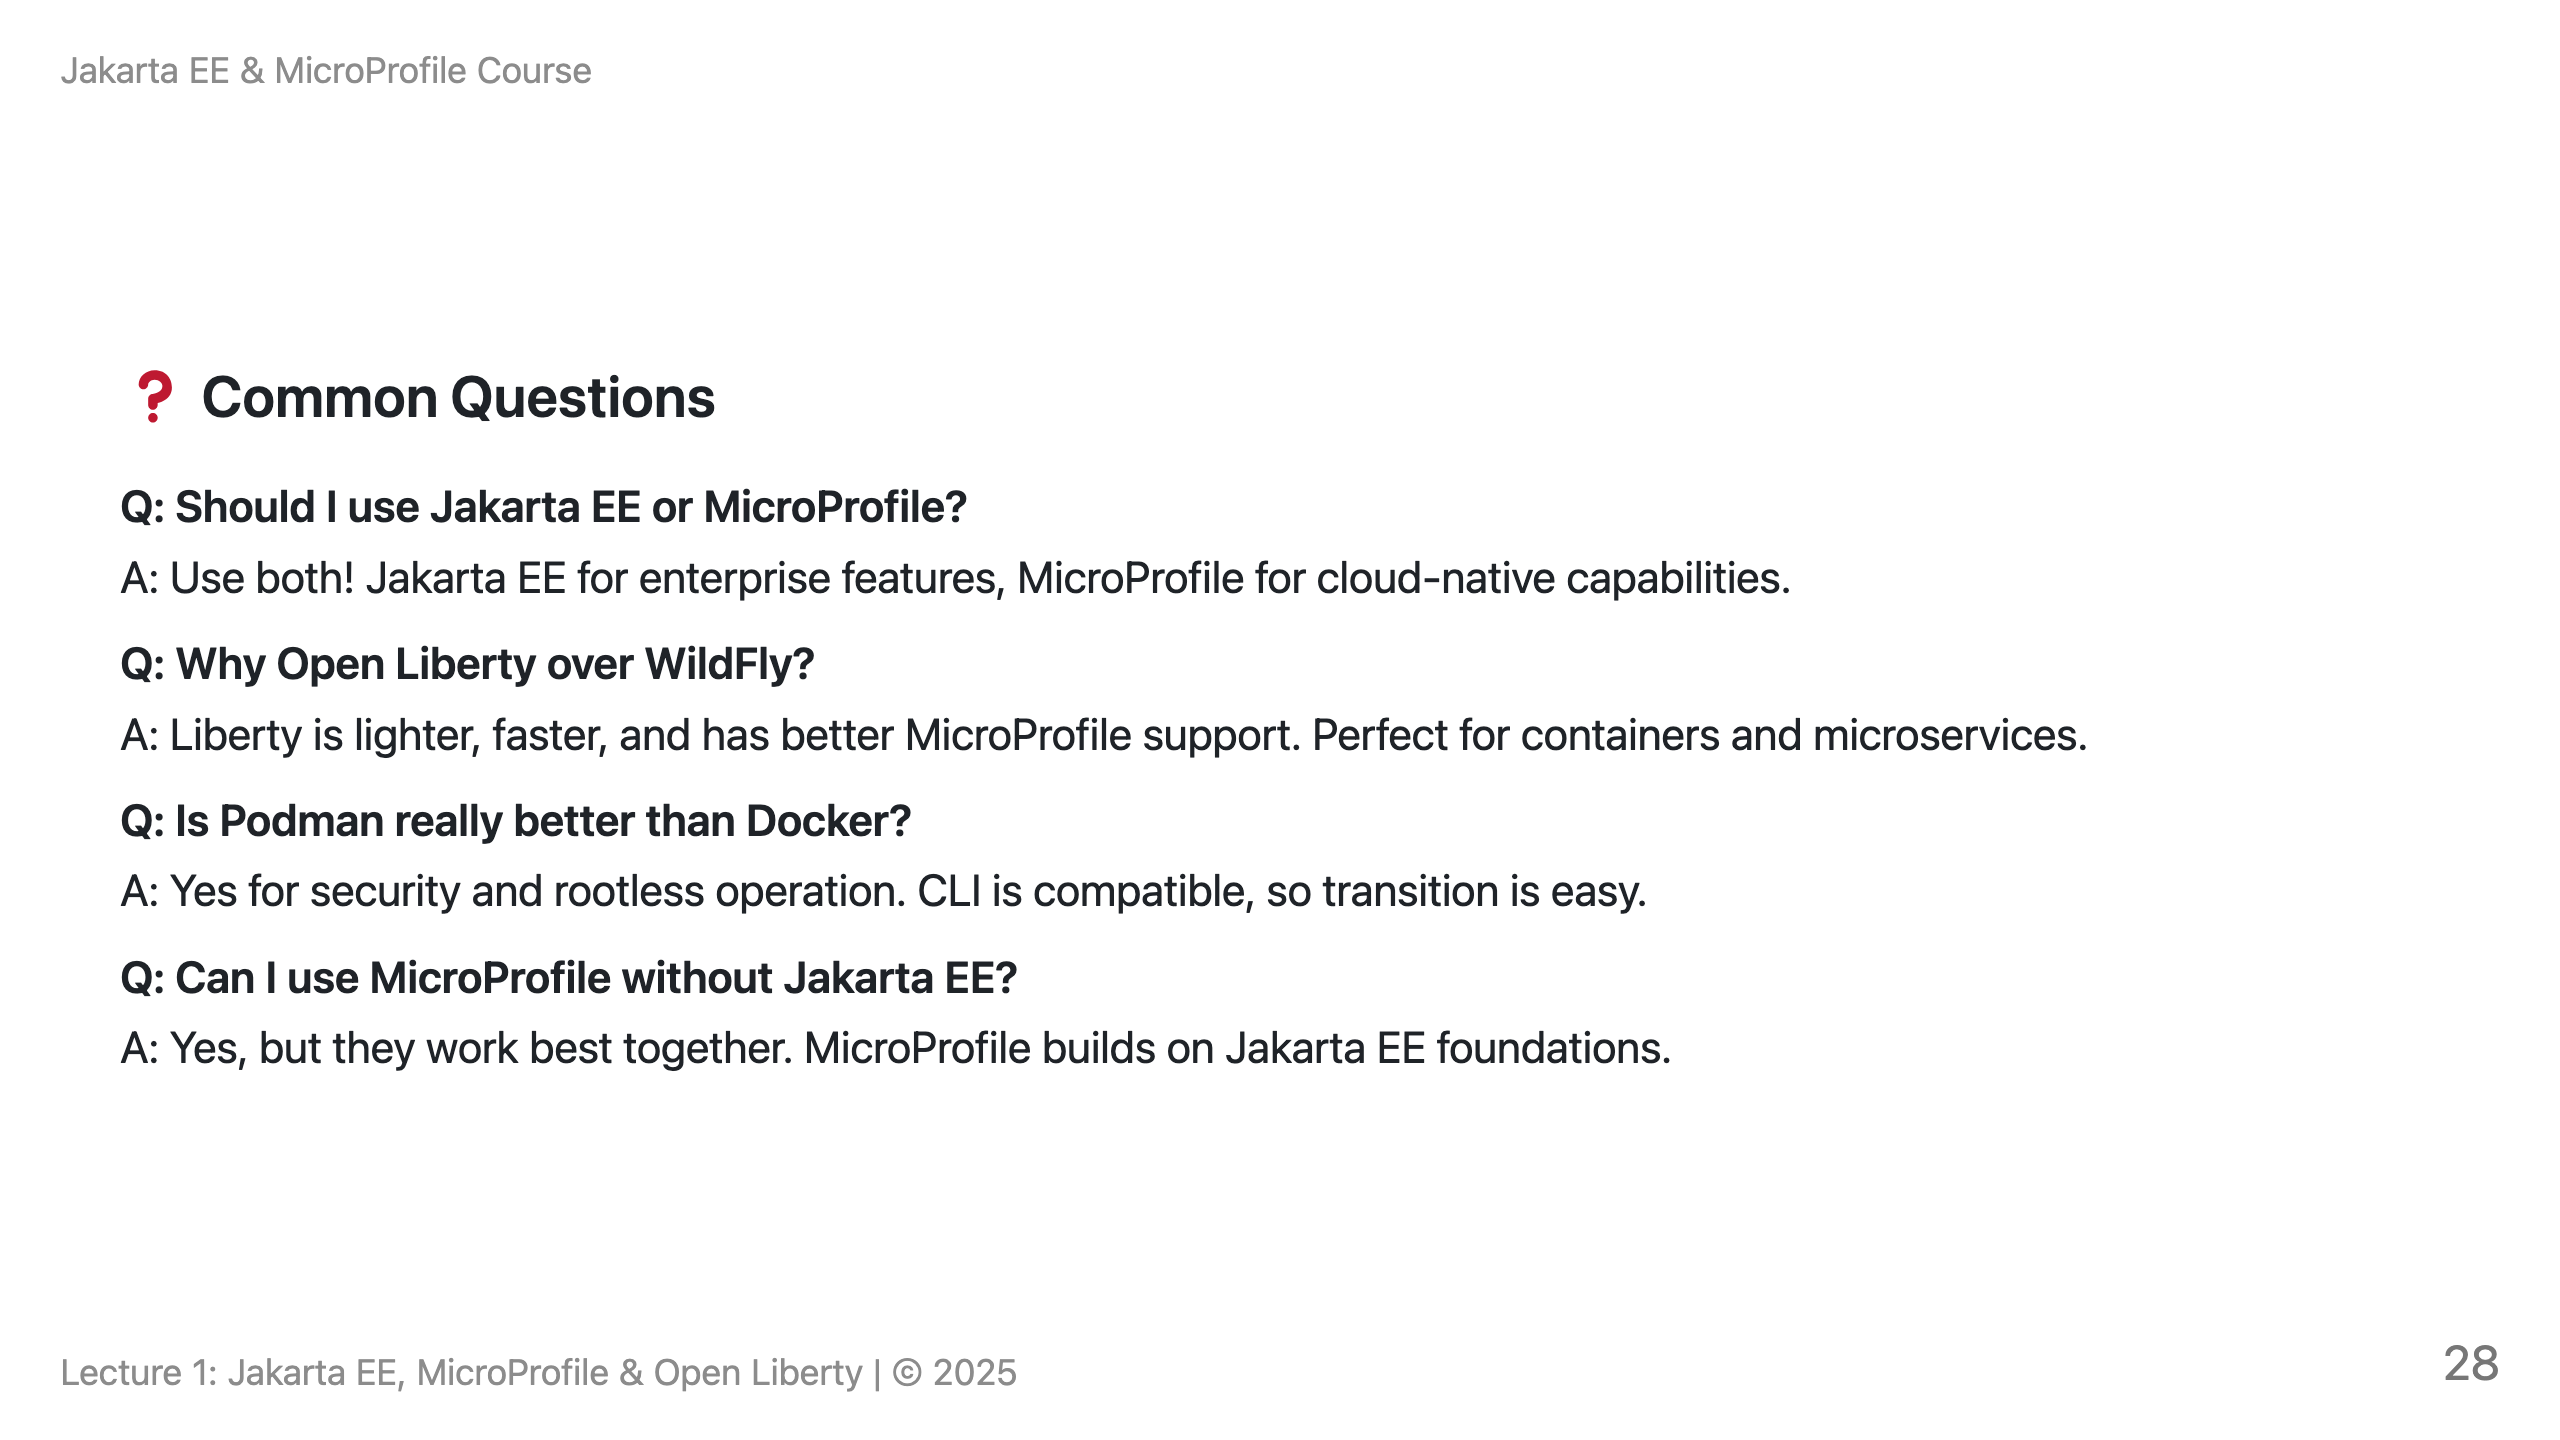 Jakarta EE & MicroProfile Course
❓ Common Questions
Q: Should I use Jakarta EE or MicroProfile?
A: Use both! Jakarta EE for enterprise features, MicroProfile for cloud-native capabilities.
Q: Why Open Liberty over WildFly?
A: Liberty is lighter, faster, and has better MicroProfile support. Perfect for containers and microservices.
Q: Is Podman really better than Docker?
A: Yes for security and rootless operation. CLI is compatible, so transition is easy.
Q: Can I use MicroProfile without Jakarta EE?
A: Yes, but they work best together. MicroProfile builds on Jakarta EE foundations.
Lecture 1: Jakarta EE, MicroProfile & Open Liberty | © 2025
28